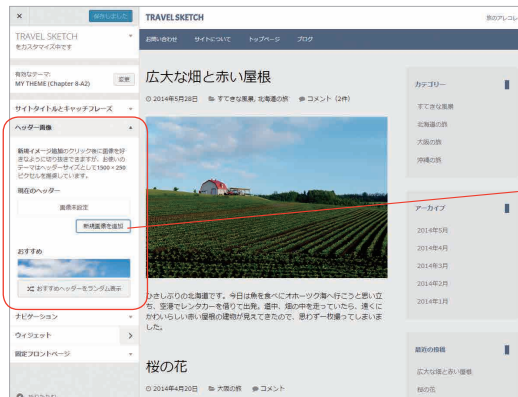 ×
保存しました
TRAVEL SKETCH
をカスタマイズ中です
有効なテーマ:
MY THEME (Chapter 8-A2)
変更
サイトタイトルとキャッチフレーズ
ヘッダー画像
新規イメージ追加のクリック後に画像を好
きなように切り抜きできますが、お使いの
テーマはヘッダーサイズとして1500 × 250
ピクセルを推奨しています。
現在のヘッダー
画像未設定
新規画像を追加
おすすめ
おすすめヘッダーをランダム表示
ナビゲーション
ウィジェット
固定フロントページ
TRAVEL SKETCH
旅のアレコレ
お問い合わせ サイトについて トップページ ブログ
広大な畑と赤い屋根
2014年5月28日 すてきな風景, 北海道の旅 コメント (2件)
ひさしぶりの北海道です。今日は魚を食べにオホーツク海へ行こうと思い立
ち、空港でレンタカーを借りて出発。道中、畑の中を走っていたら、遠くに
かわいらしい赤い屋根の建物が見えてきたので、思わず一枚撮ってしまいま
した。
桜の花
2014年4月20日 大阪の旅 コメント
カテゴリー
すてきな風景
北海道の旅
大阪の旅
沖縄の旅
アーカイブ
2014年5月
2014年4月
2014年3月
2014年2月
2014年1月
最近の投稿
広大な畑と赤い屋根
桜の花